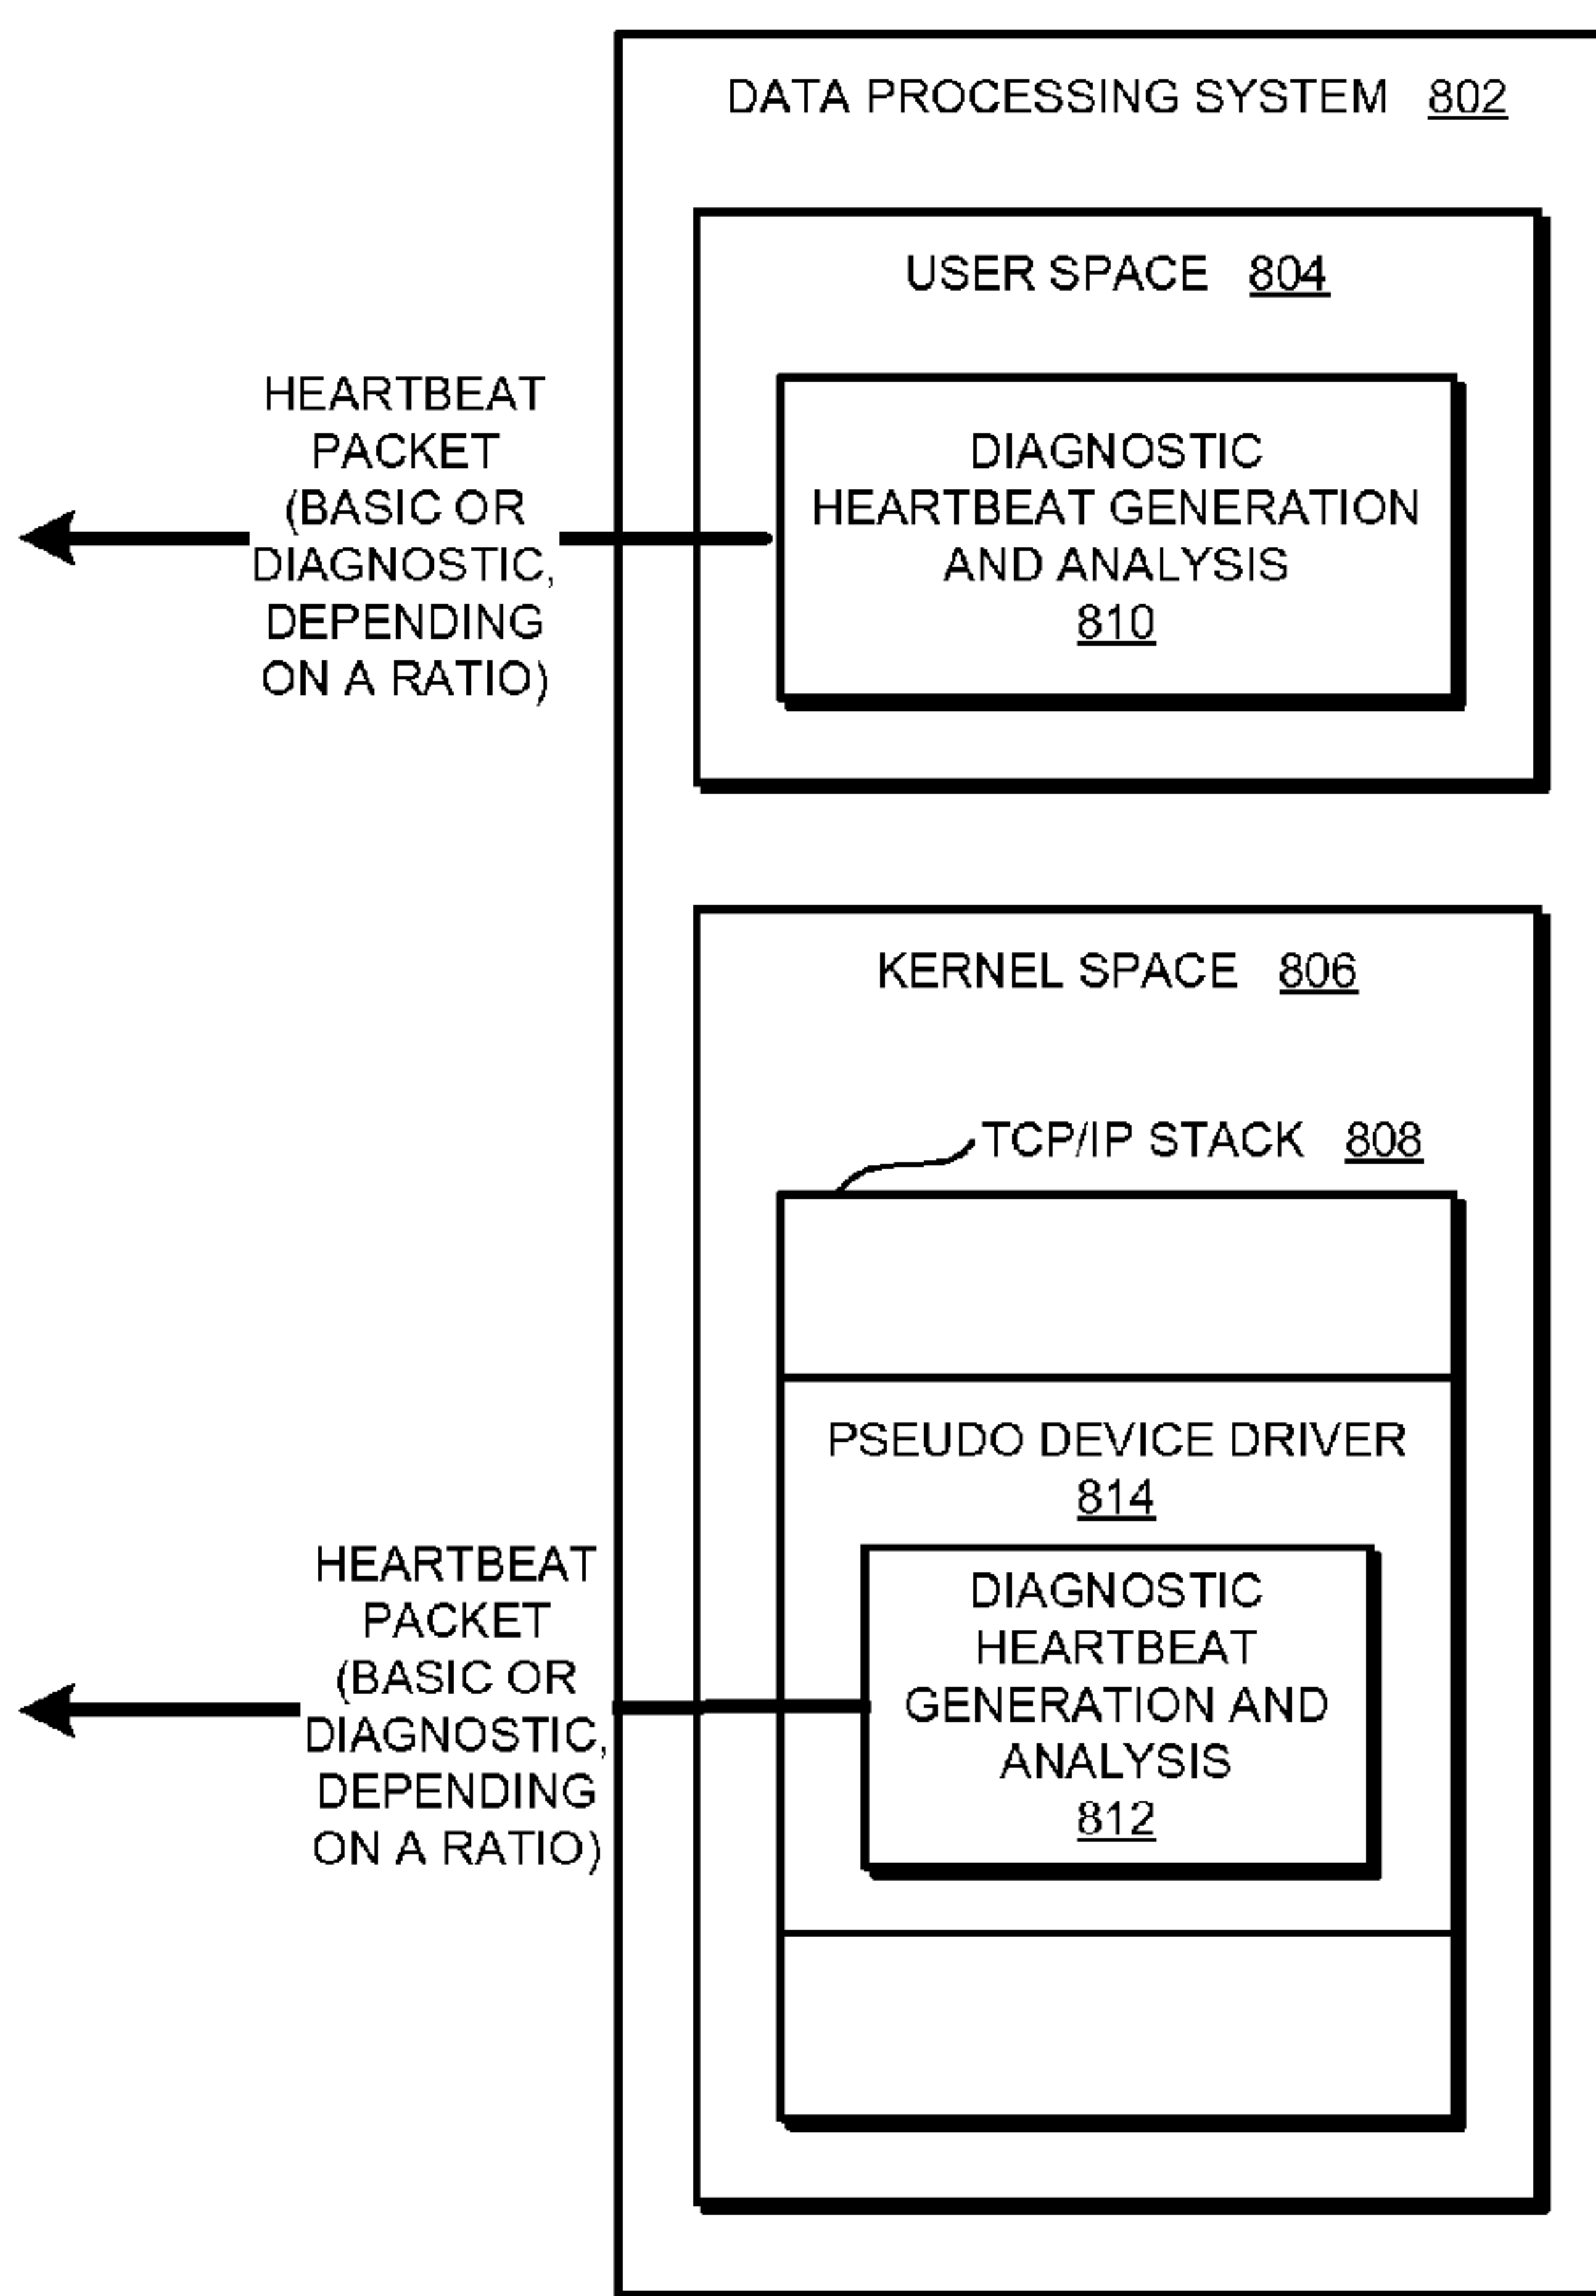 DATA PROCESSING SYSTEM 802
USER SPACE 804
HEARTBEAT
PACKET
(BASIC OR
DIAGNOSTIC,
DEPENDING
ON A RATIO)
DIAGNOSTIC
HEARTBEAT GENERATION
AND ANALYSIS
810
KERNEL SPACE 806
TCP/IP STACK 808
PSEUDO DEVICE DRIVER
814
HEARTBEAT
PACKET
(BASIC OR
DIAGNOSTIC,
DEPENDING
ON A RATIO)
DIAGNOSTIC
HEARTBEAT
GENERATION AND
ANALYSIS
812